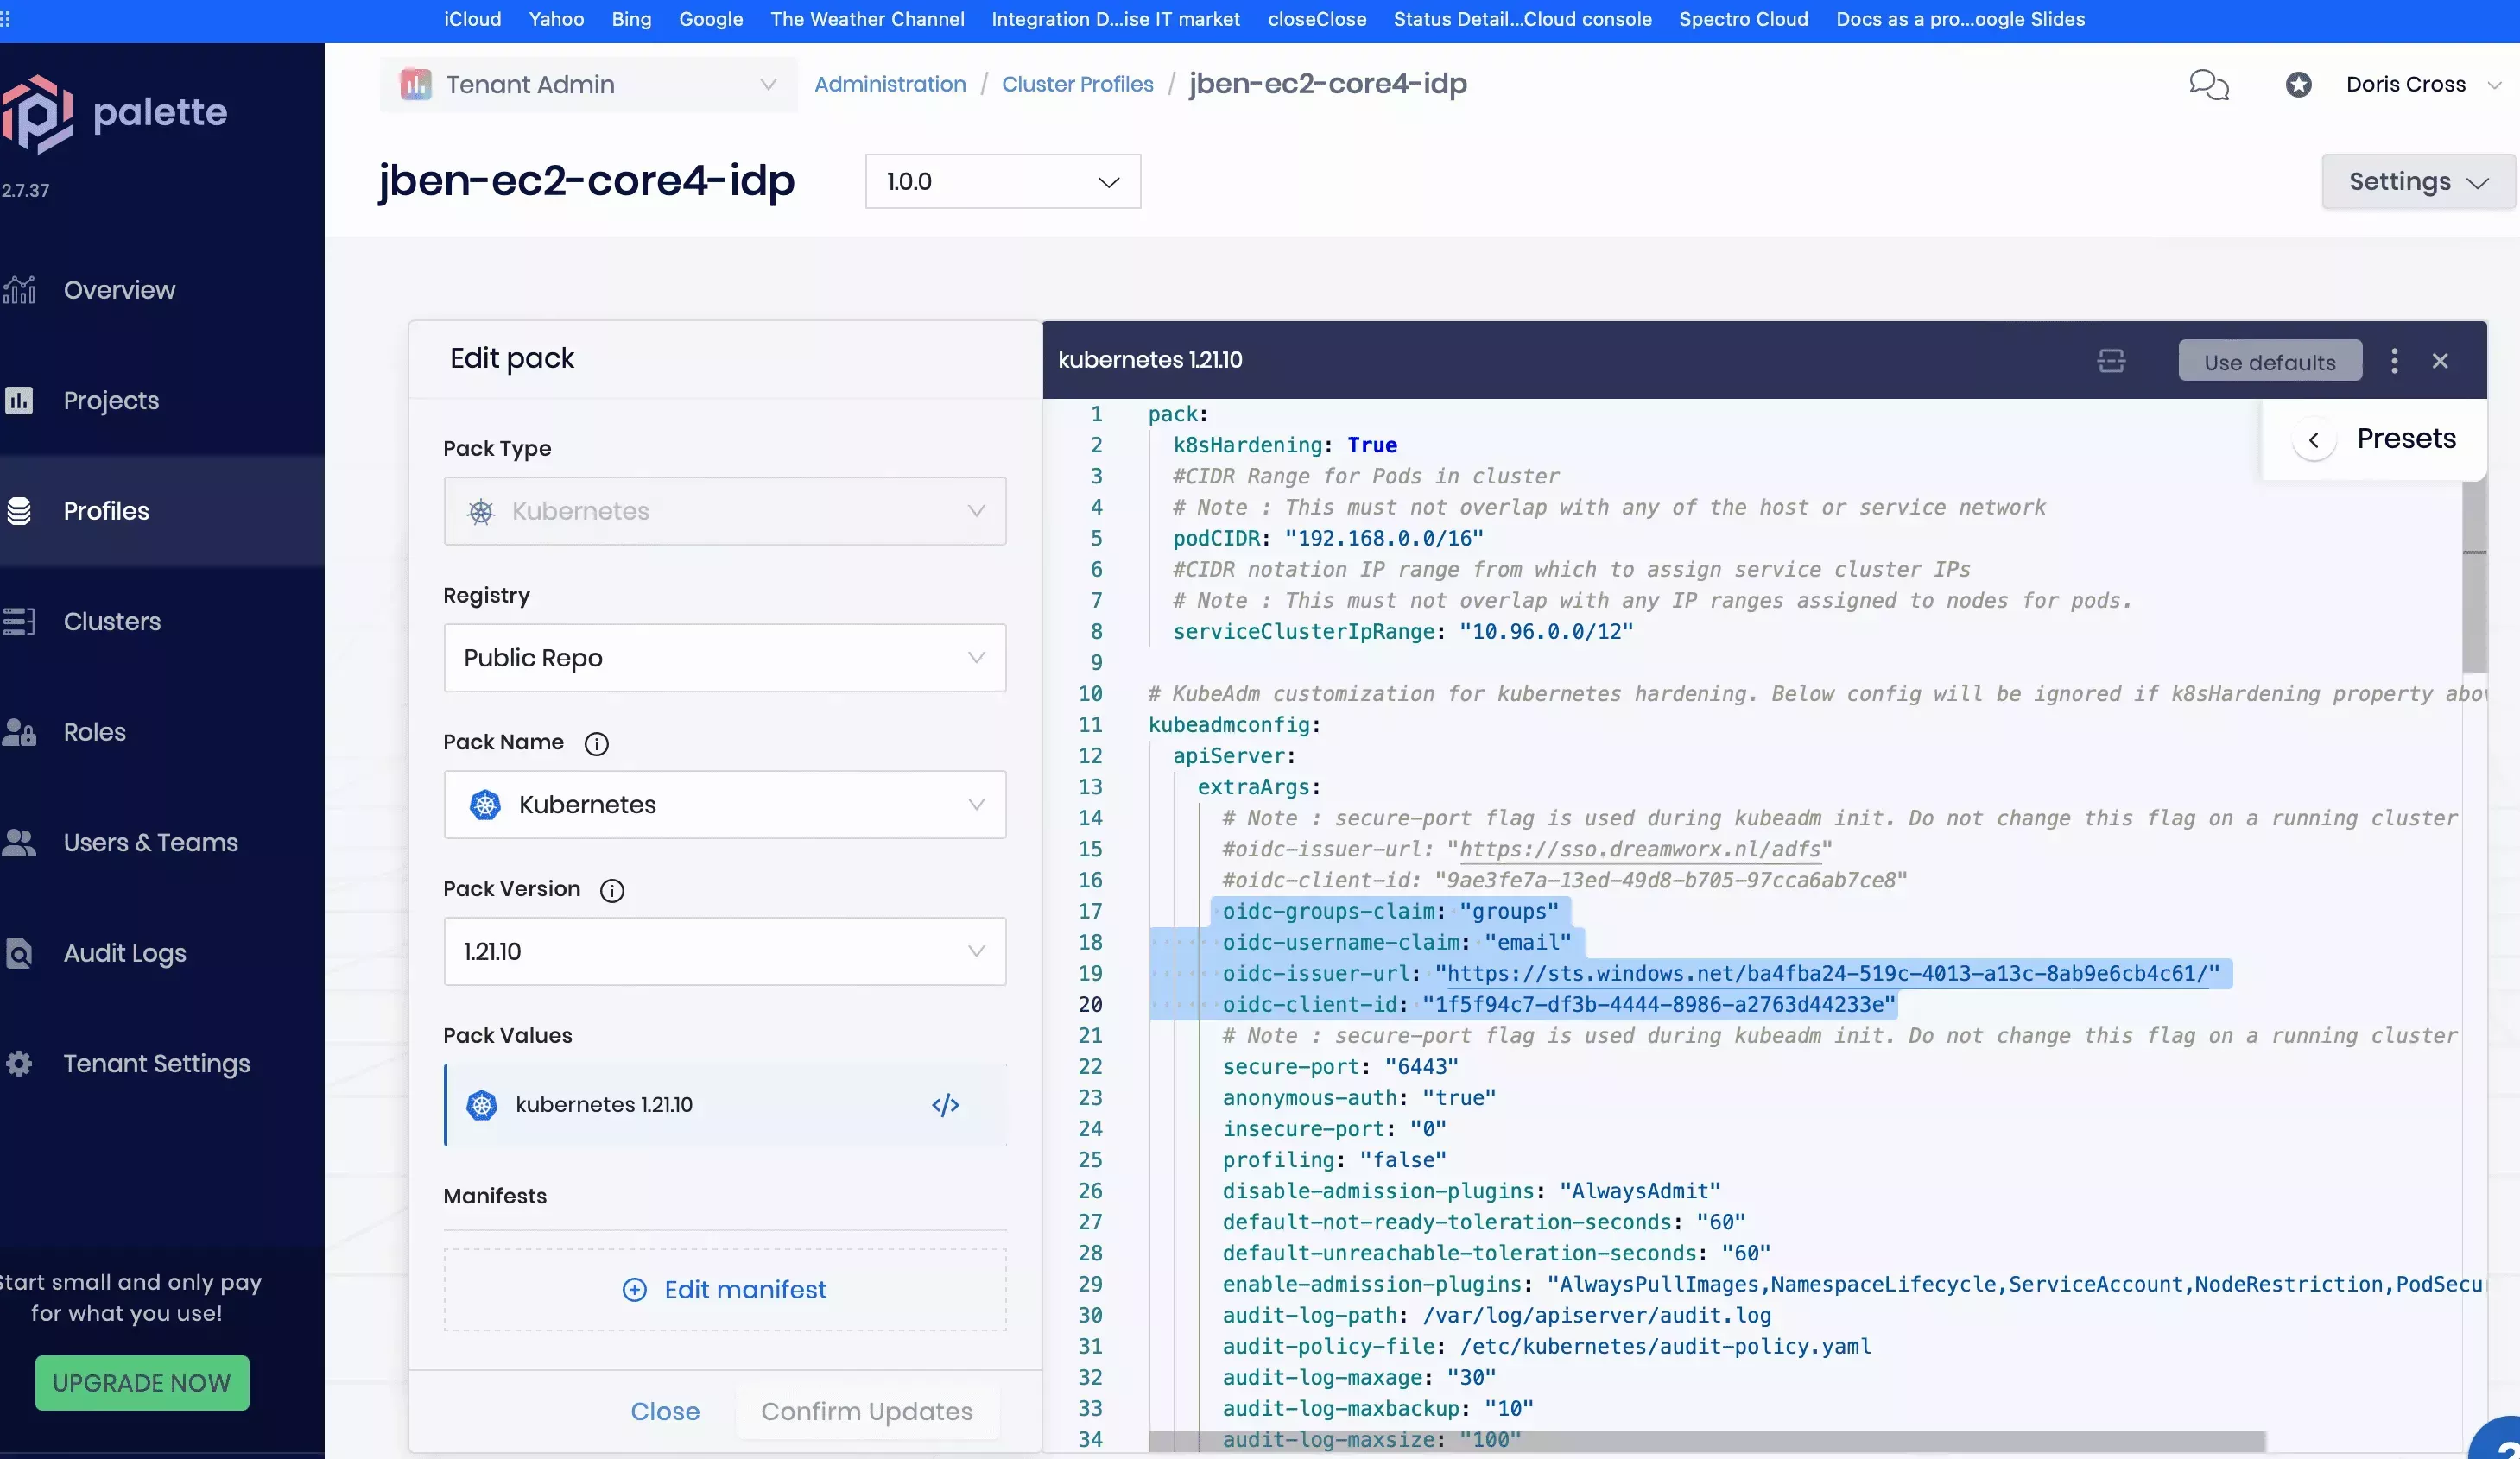 iCloud Yahoo Bing Google The Weather Channel Integration D...ise IT market closeClose Status Detail...Cloud console Spectro Cloud Docs as a pro...oogle Slides
palette
2.7.37
Overview
Projects
Profiles
Clusters
Roles
Users & Teams
Audit Logs
Tenant Settings
Start small and only pay
for what you use!
UPGRADE NOW
Tenant Admin
Administration / Cluster Profiles / jben-ec2-core4-idp
Doris Cross
jben-ec2-core4-idp
1.0.0
Settings
Edit pack
Pack Type
Kubernetes
Registry
Public Repo
Pack Name
Kubernetes
Pack Version
1.21.10
Pack Values
kubernetes 1.21.10
</>
Manifests
Edit manifest
Close
Confirm Updates
kubernetes 1.21.10
Use defaults
Presets
1 pack:
2 k8sHardening: True
3 #CIDR Range for Pods in cluster
4 # Note : This must not overlap with any of the host or service network
5 podCIDR: "192.168.0.0/16"
6 #CIDR notation IP range from which to assign service cluster IPs
7 # Note : This must not overlap with any IP ranges assigned to nodes for pods.
8 serviceClusterIpRange: "10.96.0.0/12"
9
10 # KubeAdm customization for kubernetes hardening. Below config will be ignored if k8sHardening property abov
11 kubeadmconfig:
12 apiServer:
13 extraArgs:
14 # Note : secure-port flag is used during kubeadm init. Do not change this flag on a running cluster
15 #oidc-issuer-url: "https://sso.dreamworx.nl/adfs"
16 #oidc-client-id: "9ae3fe7a-13ed-49d8-b705-97cca6ab7ce8"
17 oidc-groups-claim: "groups"
18 oidc-username-claim: "email"
19 oidc-issuer-url: "https://sts.windows.net/ba4fba24-519c-4013-a13c-8ab9e6cb4c61/"
20 oidc-client-id: "1f5f94c7-df3b-4444-8986-a2763d44233e"
21 # Note : secure-port flag is used during kubeadm init. Do not change this flag on a running cluster
22 secure-port: "6443"
23 anonymous-auth: "true"
24 insecure-port: "0"
25 profiling: "false"
26 disable-admission-plugins: "AlwaysAdmit"
27 default-not-ready-toleration-seconds: "60"
28 default-unreachable-toleration-seconds: "60"
29 enable-admission-plugins: "AlwaysPullImages,NamespaceLifecycle,ServiceAccount,NodeRestriction,PodSecu
30 audit-log-path: /var/log/apiserver/audit.log
31 audit-policy-file: /etc/kubernetes/audit-policy.yaml
32 audit-log-maxage: "30"
33 audit-log-maxbackup: "10"
34 audit-log-maxsize: "100"